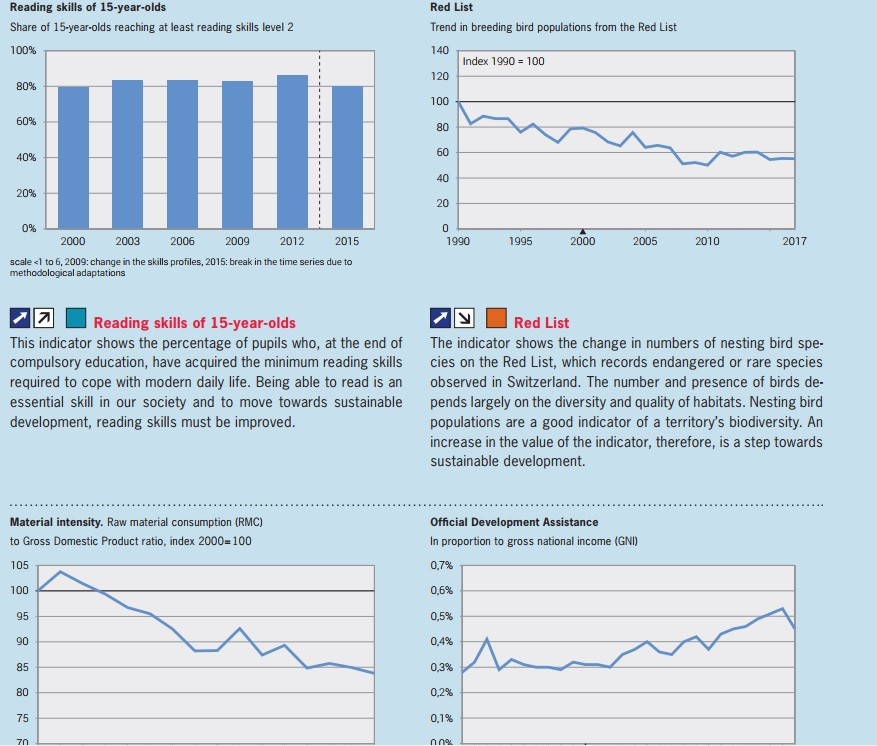 Reading skills of 15-year-olds
Share of 15-year-olds reaching at least reading skills level 2
100%
80%
60%
40%
20%
0%
2000 2003 2006 2009 2012 2015
scale <1 to 6, 2009: change in the skills profiles, 2015: break in the time series due to
methodological adaptations
Red List
Trend in breeding bird populations from the Red List
140
Index 1990 = 100
120
100
80
60
40
20
0
1990 1995 2000 2005 2010 2017
Reading skills of 15-year-olds
This indicator shows the percentage of pupils who, at the end of
compulsory education, have acquired the minimum reading skills
required to cope with modern daily life. Being able to read is an
essential skill in our society and to move towards sustainable
development, reading skills must be improved.
Red List
The indicator shows the change in numbers of nesting bird spe-
cies on the Red List, which records endangered or rare species
observed in Switzerland. The number and presence of birds de-
pends largely on the diversity and quality of habitats. Nesting bird
populations are a good indicator of a territory's biodiversity. An
increase in the value of the indicator, therefore, is a step towards
sustainable development.
Material intensity. Raw material consumption (RMC)
to Gross Domestic Product ratio, index 2000=100
105
100
95
90
85
80
75
70
Official Development Assistance
In proportion to gross national income (GNI)
0,7%
0,6%
0,5%
0,4%
0,3%
0,2%
0,1%
0,0%